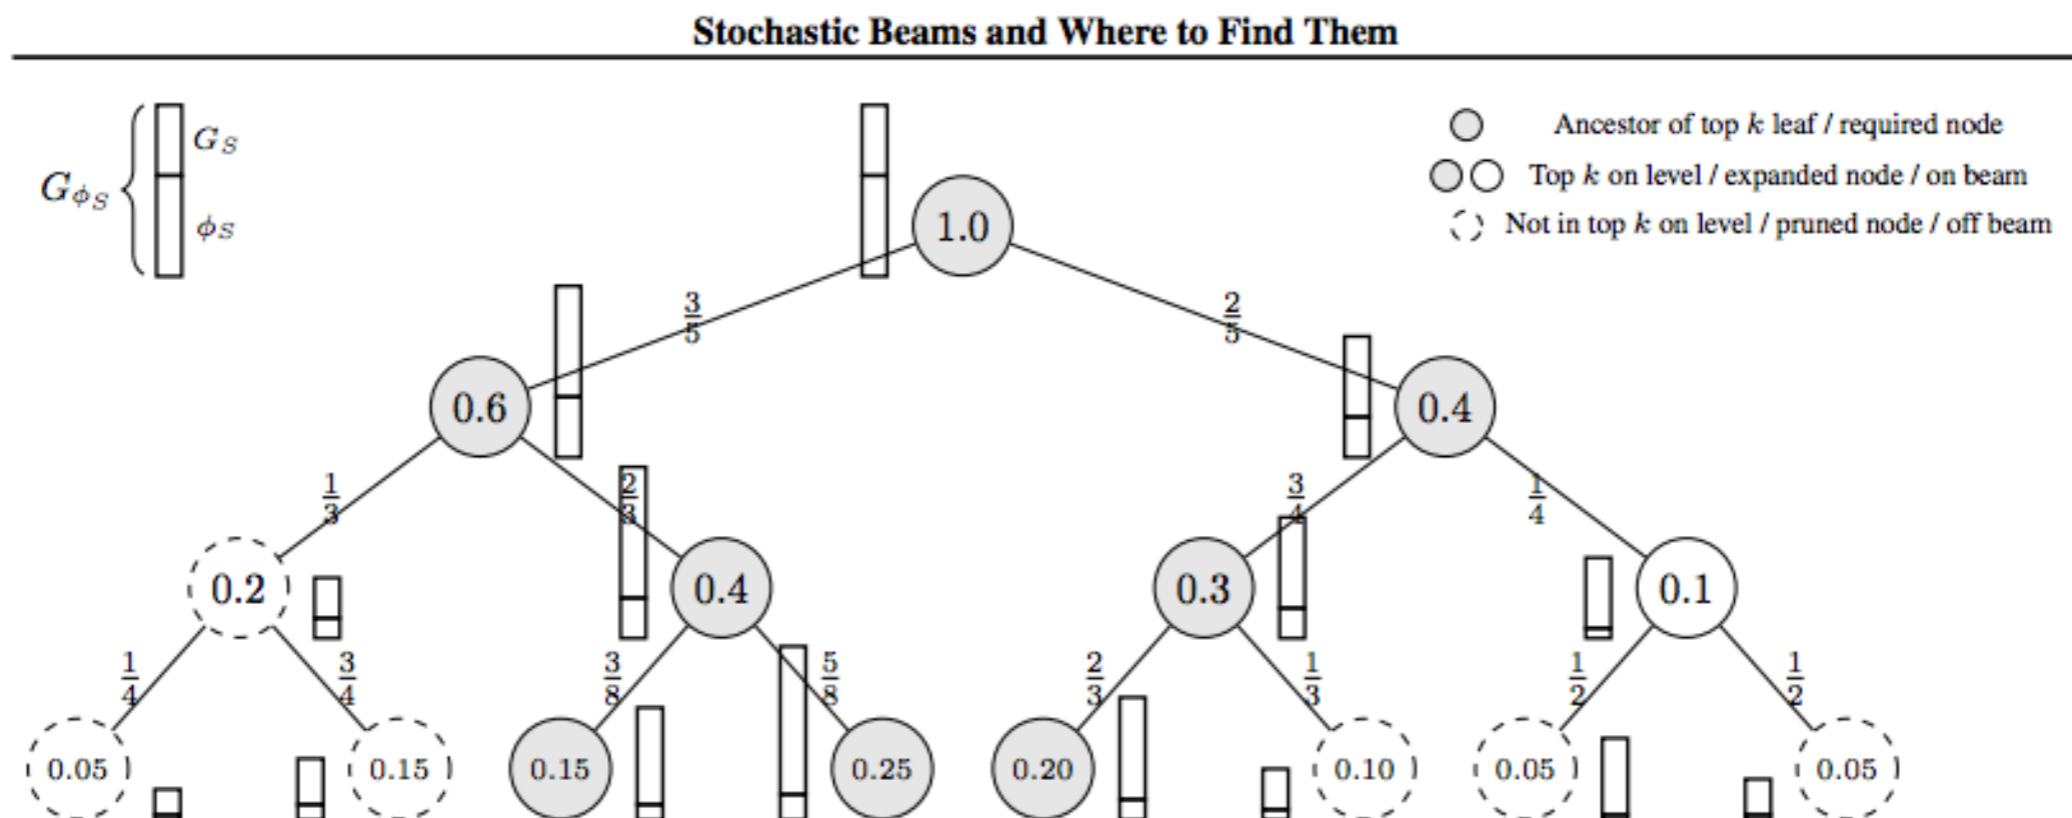 Stochastic Beams and Where to Find Them
G_S
G_{ϕ_S}
ϕ_S
Ancestor of top k leaf / required node
Top k on level / expanded node / on beam
Not in top k on level / pruned node / off beam
1.0
3/5 2/5
0.6 0.4
1/3 2/3 3/4 1/4
0.2 0.4 0.3 0.1
1/4 3/4 3/8 5/8 2/3 1/3 1/2 1/2
0.05 0.15 0.15 0.25 0.20 0.10 0.05 0.05